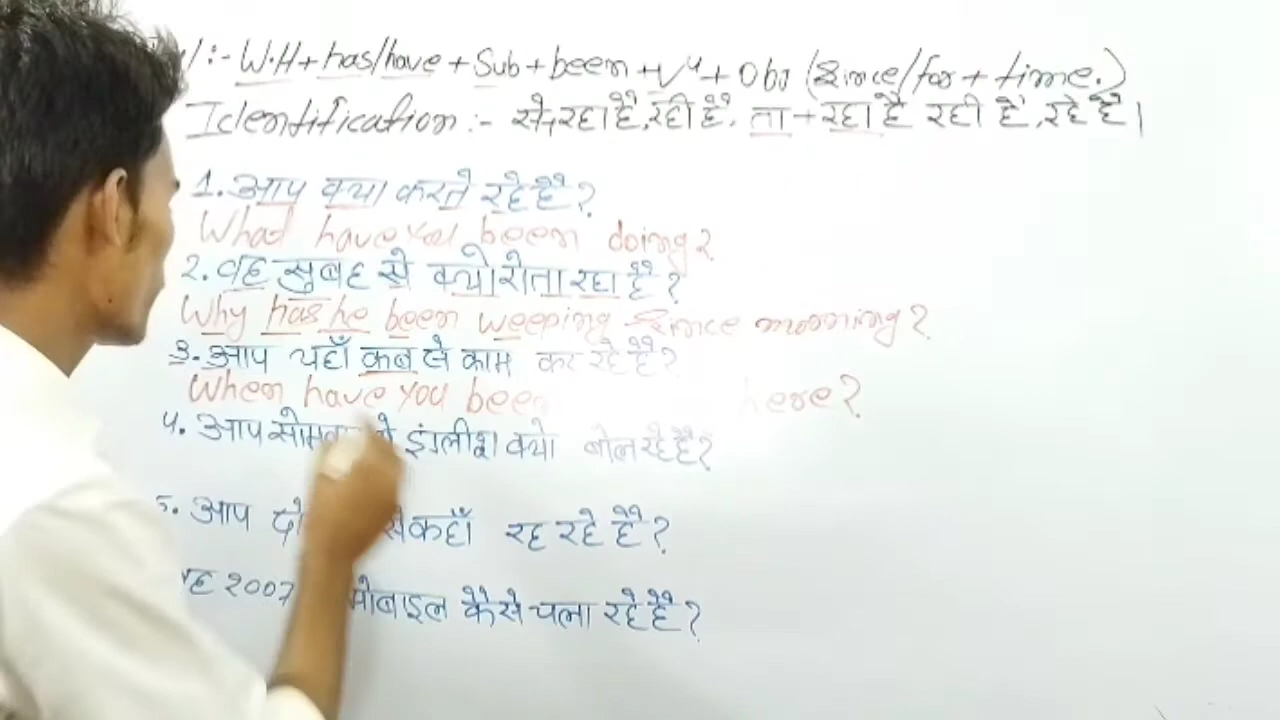 :- W.H + has/have + Sub + been + V⁴ + Obj (Since/for + time.)
Identification :- से+रहा है, रही है, ता + रहा है रही है, रहे हैं।
1. आप क्या करते रहे हैं?
What have you been doing?
2. वह सुबह से क्यो रोता रहा है?
Why has he been weeping Since morning?
3. आप यहाँ कब से काम कर रहे हैं?
When have you been here?
4. आप इंग्लीश क्यो बोल रहे हैं?
5. आप से कहाँ रह रहे हैं?
2007 मोबाइल कैसे चला रहे हैं?